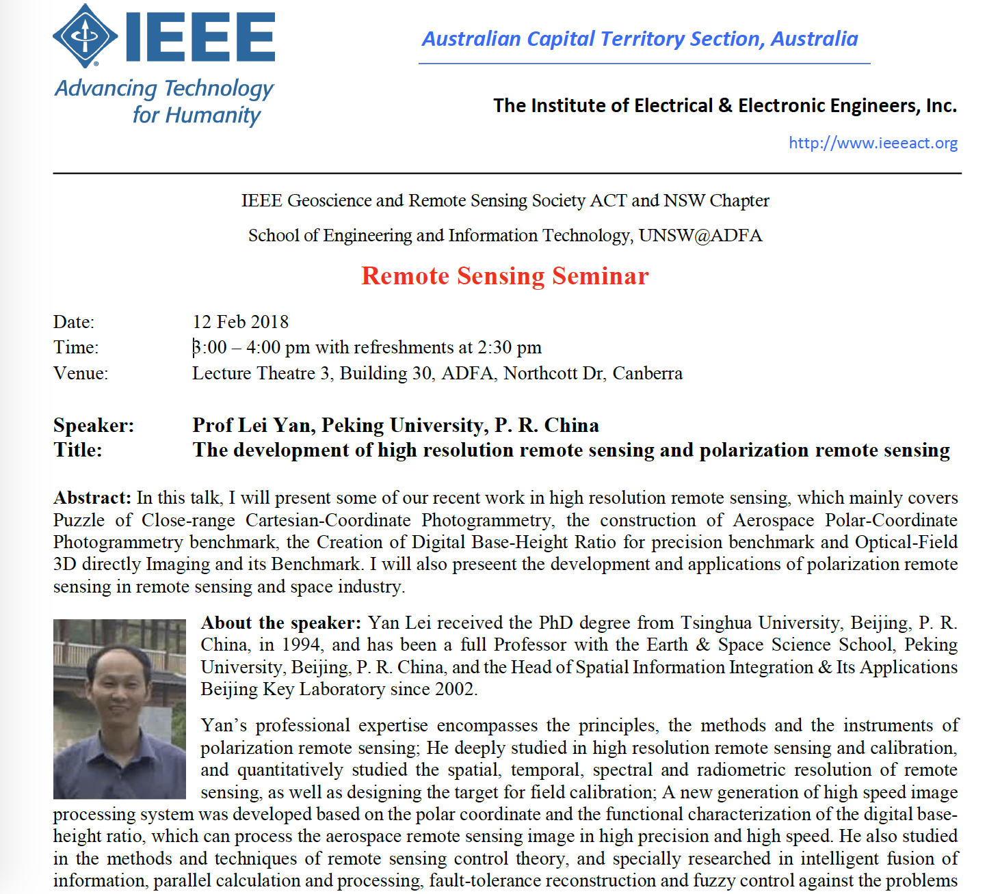 IEEE
®
Advancing Technology
for Humanity
Australian Capital Territory Section, Australia
The Institute of Electrical & Electronic Engineers, Inc.
http://www.ieeeact.org
IEEE Geoscience and Remote Sensing Society ACT and NSW Chapter
School of Engineering and Information Technology, UNSW@ADFA
Remote Sensing Seminar
Date: 12 Feb 2018
Time: 3:00 – 4:00 pm with refreshments at 2:30 pm
Venue: Lecture Theatre 3, Building 30, ADFA, Northcott Dr, Canberra
Speaker: Prof Lei Yan, Peking University, P. R. China
Title: The development of high resolution remote sensing and polarization remote sensing
Abstract: In this talk, I will present some of our recent work in high resolution remote sensing, which mainly covers
Puzzle of Close-range Cartesian-Coordinate Photogrammetry, the construction of Aerospace Polar-Coordinate
Photogrammetry benchmark, the Creation of Digital Base-Height Ratio for precision benchmark and Optical-Field
3D directly Imaging and its Benchmark. I will also preseent the development and applications of polarization remote
sensing in remote sensing and space industry.
About the speaker: Yan Lei received the PhD degree from Tsinghua University, Beijing, P. R.
China, in 1994, and has been a full Professor with the Earth & Space Science School, Peking
University, Beijing, P. R. China, and the Head of Spatial Information Integration & Its Applications
Beijing Key Laboratory since 2002.
Yan’s professional expertise encompasses the principles, the methods and the instruments of
polarization remote sensing; He deeply studied in high resolution remote sensing and calibration,
and quantitatively studied the spatial, temporal, spectral and radiometric resolution of remote
sensing, as well as designing the target for field calibration; A new generation of high speed image
processing system was developed based on the polar coordinate and the functional characterization of the digital base-
height ratio, which can process the aerospace remote sensing image in high precision and high speed. He also studied
in the methods and techniques of remote sensing control theory, and specially researched in intelligent fusion of
information, parallel calculation and processing, fault-tolerance reconstruction and fuzzy control against the problems